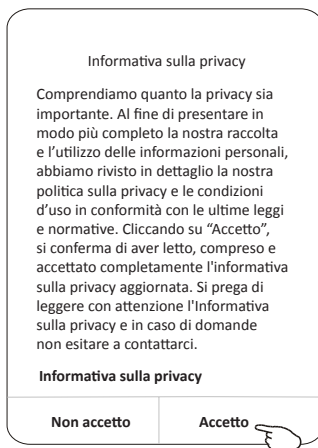 Informativa sulla privacy
Comprendiamo quanto la privacy sia
importante. Al fine di presentare in
modo più completo la nostra raccolta
e l'utilizzo delle informazioni personali,
abbiamo rivisto in dettaglio la nostra
politica sulla privacy e le condizioni
d'uso in conformità con le ultime leggi
e normative. Cliccando su “Accetto”,
si conferma di aver letto, compreso e
accettato completamente l'informativa
sulla privacy aggiornata. Si prega di
leggere con attenzione l'Informativa
sulla privacy e in caso di domande
non esitare a contattarci.
Informativa sulla privacy
Non accetto
Accetto